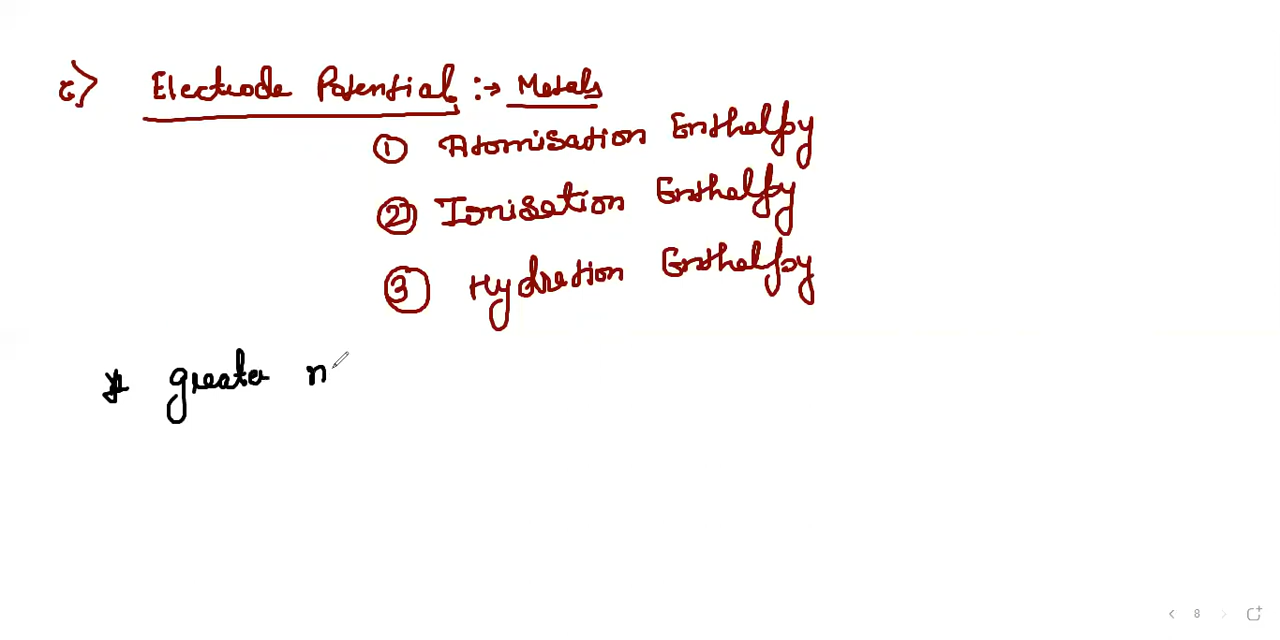 c) Electrode Potential :→ Metals
① Atomisation Enthalpy
② Ionisation Enthalpy
③ Hydration Enthalpy
* greater n
8